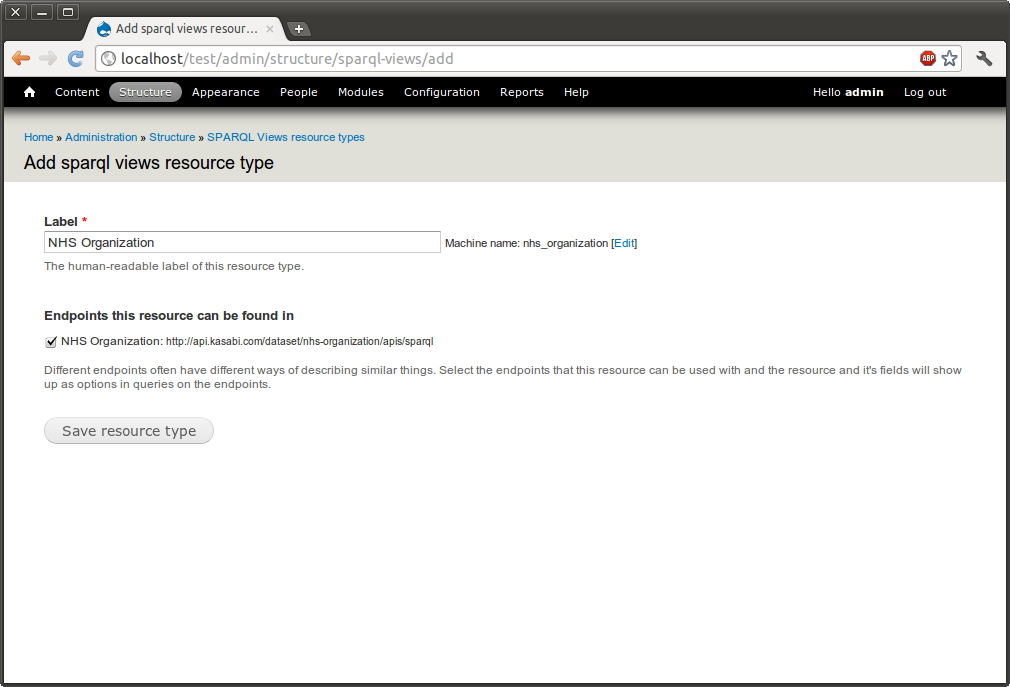 Add sparql views resour...
localhost/test/admin/structure/sparql-views/add
ABP
Content Structure Appearance People Modules Configuration Reports Help Hello admin Log out
Home » Administration » Structure » SPARQL Views resource types
Add sparql views resource type
Label *
NHS Organization Machine name: nhs_organization [Edit]
The human-readable label of this resource type.
Endpoints this resource can be found in
NHS Organization: http://api.kasabi.com/dataset/nhs-organization/apis/sparql
Different endpoints often have different ways of describing similar things. Select the endpoints that this resource can be used with and the resource and it's fields will show
up as options in queries on the endpoints.
Save resource type